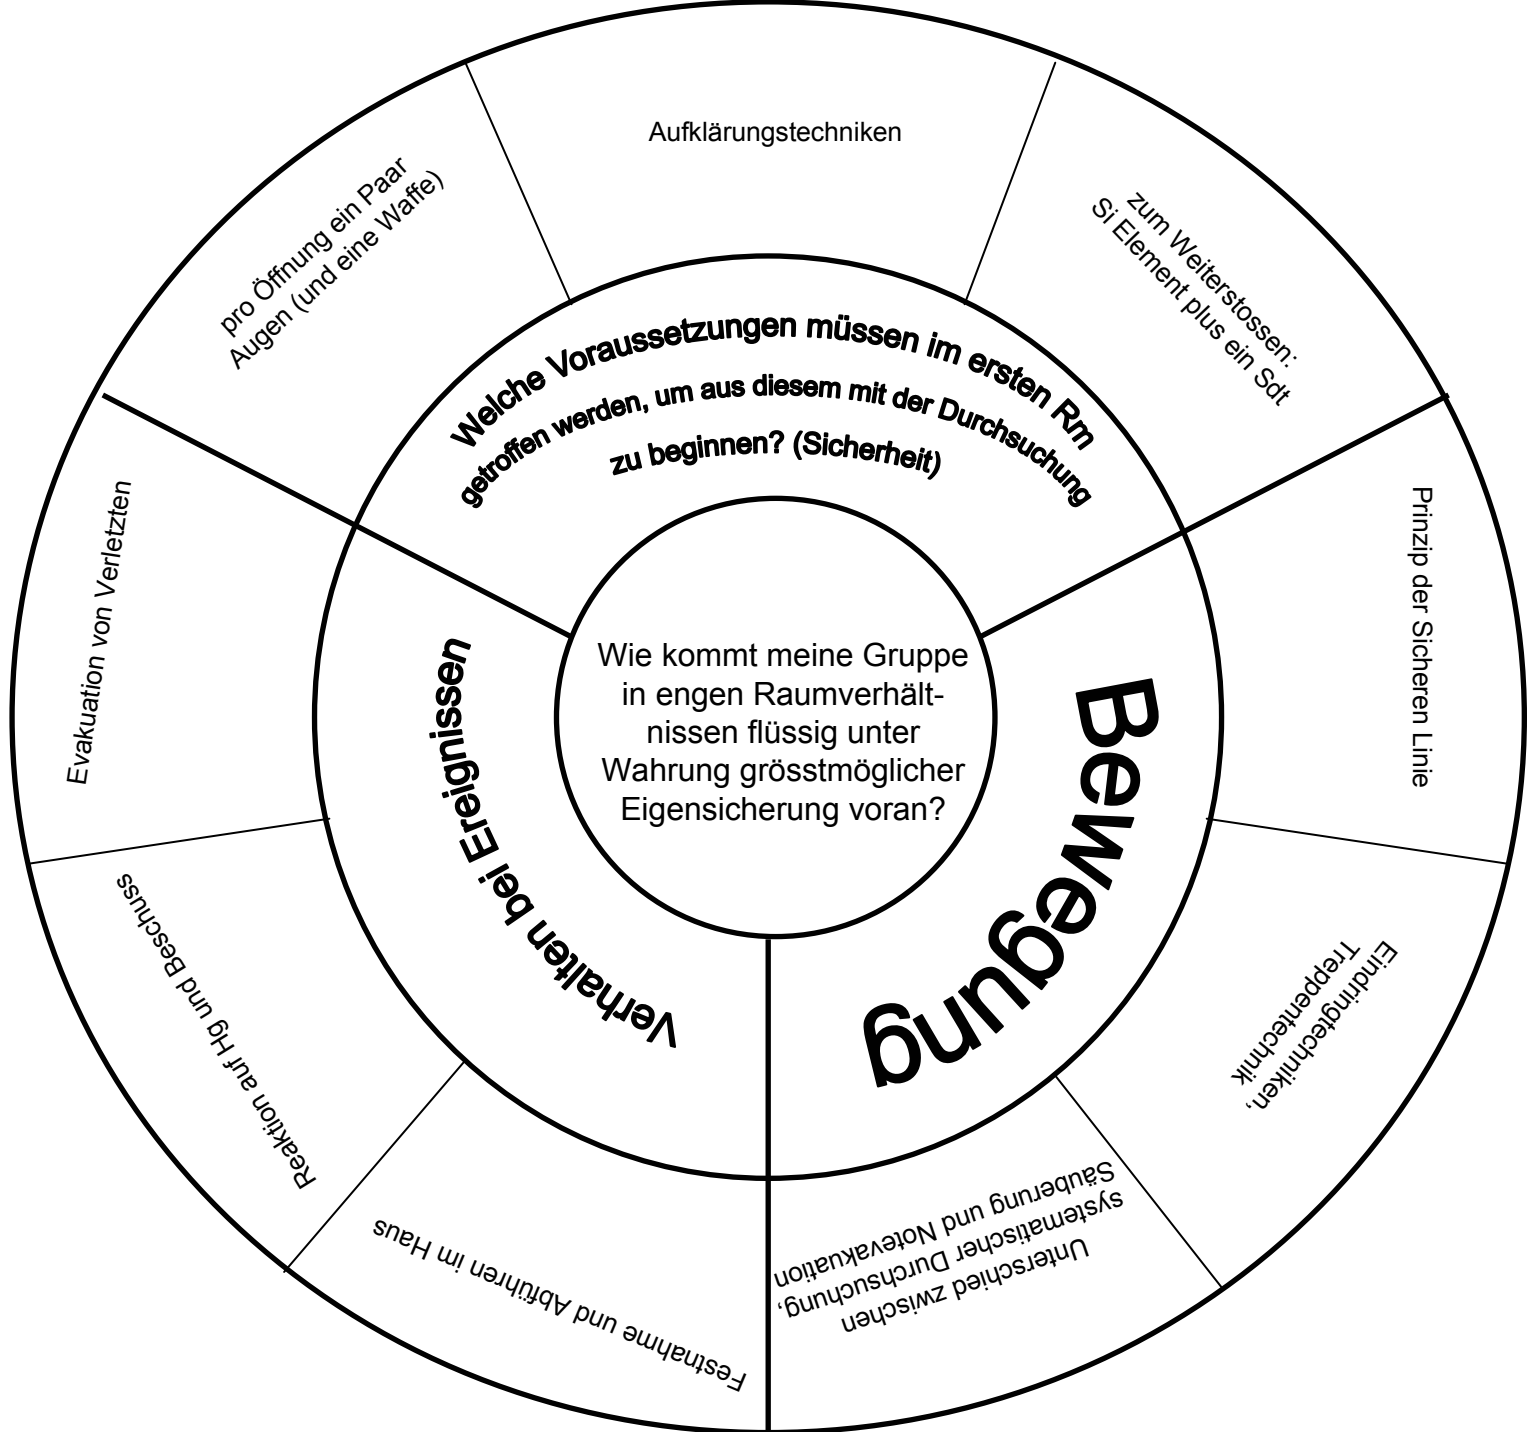 Aufklärungstechniken
pro Öffnung ein Paar
Augen (und eine Waffe)
zum Weiterstossen:
Si Element plus ein Sdt
Welche Voraussetzungen müssen im ersten Rm
getroffen werden, um aus diesem mit der Durchsuchung
zu beginnen? (Sicherheit)
Evakuation von Verletzten
Prinzip der Sicheren Linie
Verhalten bei Ereignissen
Wie kommt meine Gruppe
in engen Raumverhält-
nissen flüssig unter
Wahrung grösstmöglicher
Eigensicherung voran?
Bewegung
Reaktion auf Hg und Beschuss
Eindringtechniken,
Treppentechnik
Festnahme und Abführen im Haus
Unterschied zwischen
systematischer Durchsuchung,
Säuberung und Notevakuation